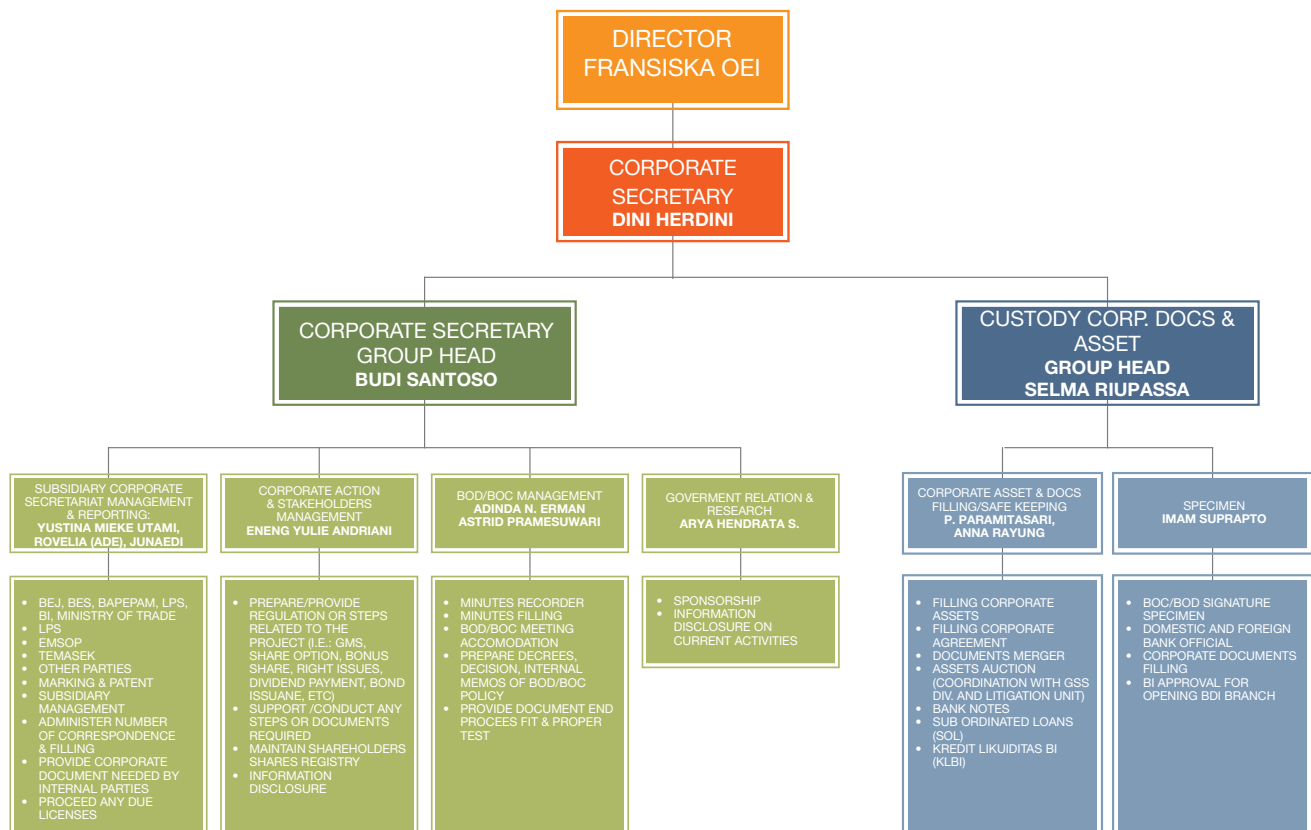 DIRECTOR
FRANSISKA OEI
CORPORATE
SECRETARY
DINI HERDINI
CORPORATE SECRETARY
GROUP HEAD
BUDI SANTOSO
CUSTODY CORP. DOCS &
ASSET
GROUP HEAD
SELMA RIUPASSA
SUBSIDIARY CORPORATE
SECRETARIAT MANAGEMENT
& REPORTING:
YUSTINA MIEKE UTAMI,
ROVELIA (ADE), JUNAEDI
CORPORATE ACTION
& STAKEHOLDERS
MANAGEMENT
ENENG YULIE ANDRIANI
BOD/BOC MANAGEMENT
ADINDA N. ERMAN
ASTRID PRAMESUWARI
GOVERMENT RELATION &
RESEARCH
ARYA HENDRATA S.
CORPORATE ASSET & DOCS
FILLING/SAFE KEEPING
P. PARAMITASARI,
ANNA RAYUNG
SPECIMEN
IMAM SUPRAPTO
• BEJ, BES, BAPEPAM, LPS,
BI, MINISTRY OF TRADE
• LPS
• EMSOP
• TEMASEK
• OTHER PARTIES
• MARKING & PATENT
• SUBSIDIARY
MANAGEMENT
• ADMINISTER NUMBER
OF CORRESPONDENCE
& FILLING
• PROVIDE CORPORATE
DOCUMENT NEEDED BY
INTERNAL PARTIES
• PROCEED ANY DUE
LICENSES
• PREPARE/PROVIDE
REGULATION OR STEPS
RELATED TO THE
PROJECT (I.E.: GMS,
SHARE OPTION, BONUS
SHARE, RIGHT ISSUES,
DIVIDEND PAYMENT, BOND
ISSUANE, ETC)
• SUPPORT /CONDUCT ANY
STEPS OR DOCUMENTS
REQUIRED
• MAINTAIN SHAREHOLDERS
SHARES REGISTRY
• INFORMATION
DISCLOSURE
• MINUTES RECORDER
• MINUTES FILLING
• BOD/BOC MEETING
ACCOMODATION
• PREPARE DECREES,
DECISION, INTERNAL
MEMOS OF BOD/BOC
POLICY
• PROVIDE DOCUMENT END
PROCEES FIT & PROPER
TEST
• SPONSORSHIP
• INFORMATION
DISCLOSURE ON
CURRENT ACTIVITIES
• FILLING CORPORATE
ASSETS
• FILLING CORPORATE
AGREEMENT
• DOCUMENTS MERGER
• ASSETS AUCTION
(COORDINATION WITH GSS
DIV. AND LITIGATION UNIT)
• BANK NOTES
• SUB ORDINATED LOANS
(SOL)
• KREDIT LIKUIDITAS BI
(KLBI)
• BOC/BOD SIGNATURE
SPECIMEN
• DOMESTIC AND FOREIGN
BANK OFFICIAL
• CORPORATE DOCUMENTS
FILLING
• BI APPROVAL FOR
OPENING BDI BRANCH